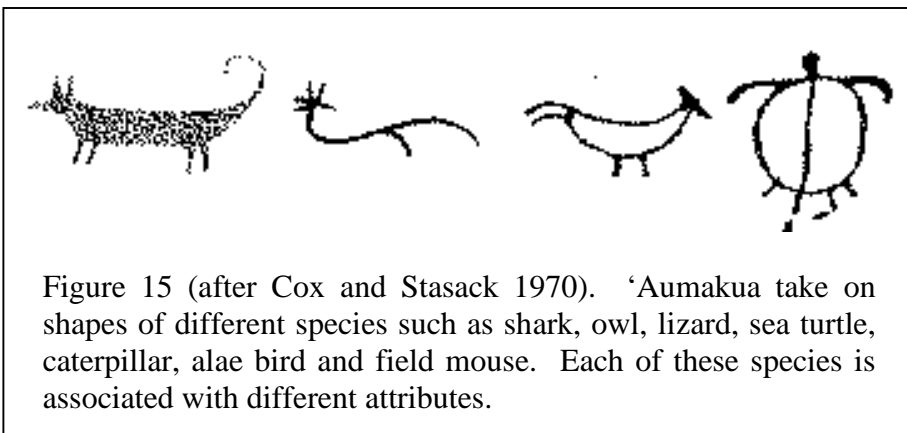 Figure 15 (after Cox and Stasack 1970).  ‘Aumakua take on
shapes of different species such as shark, owl, lizard, sea turtle,
caterpillar, alae bird and field mouse.  Each of these species is
associated with different attributes.